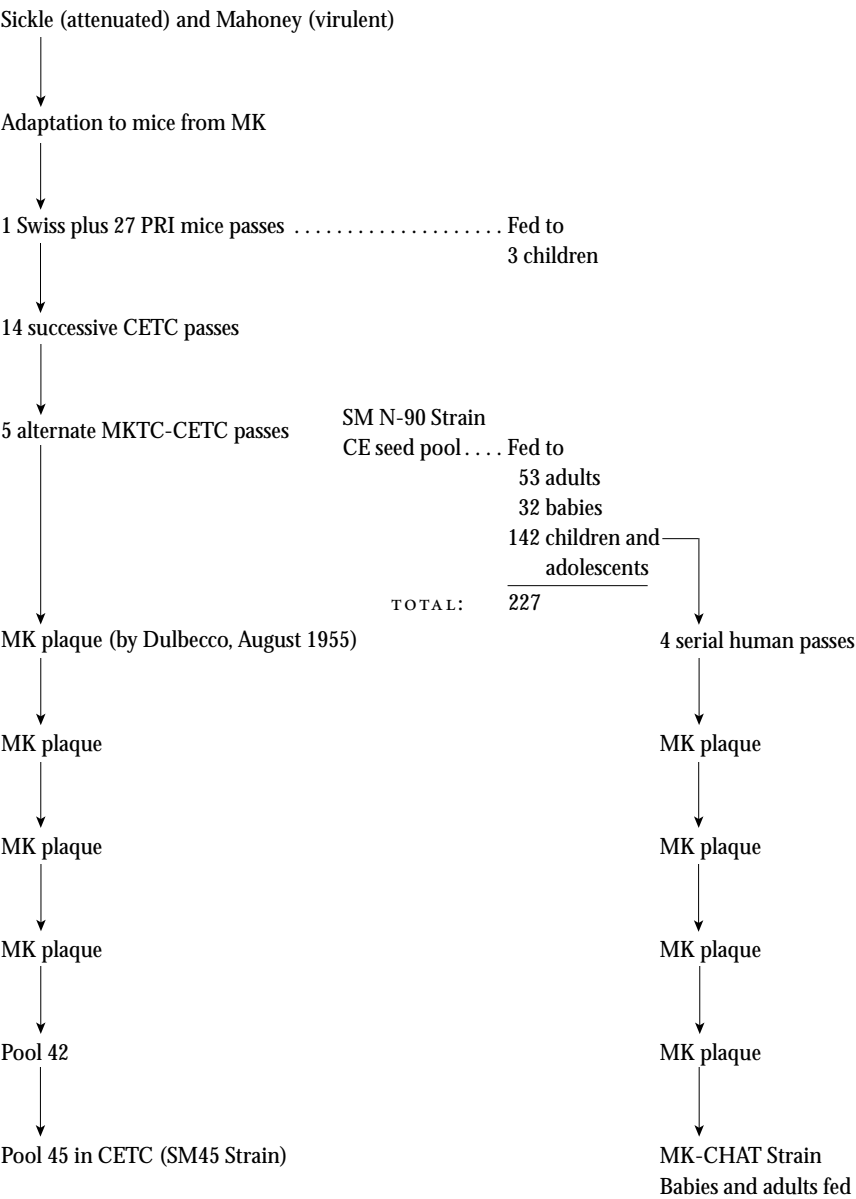 Sickle (attenuated) and Mahoney (virulent)
Adaptation to mice from MK
1 Swiss plus 27 PRI mice passes .................... Fed to
3 children
14 successive CETC passes
5 alternate MKTC-CETC passes
SM N-90 Strain
CE seed pool.... Fed to
53 adults
32 babies
142 children and
adolescents
TOTAL: 227
MK plaque (by Dulbecco, August 1955)
4 serial human passes
MK plaque
MK plaque
MK plaque
MK plaque
MK plaque
MK plaque
Pool 42
MK plaque
Pool 45 in CETC (SM45 Strain)
MK-CHAT Strain
Babies and adults fed